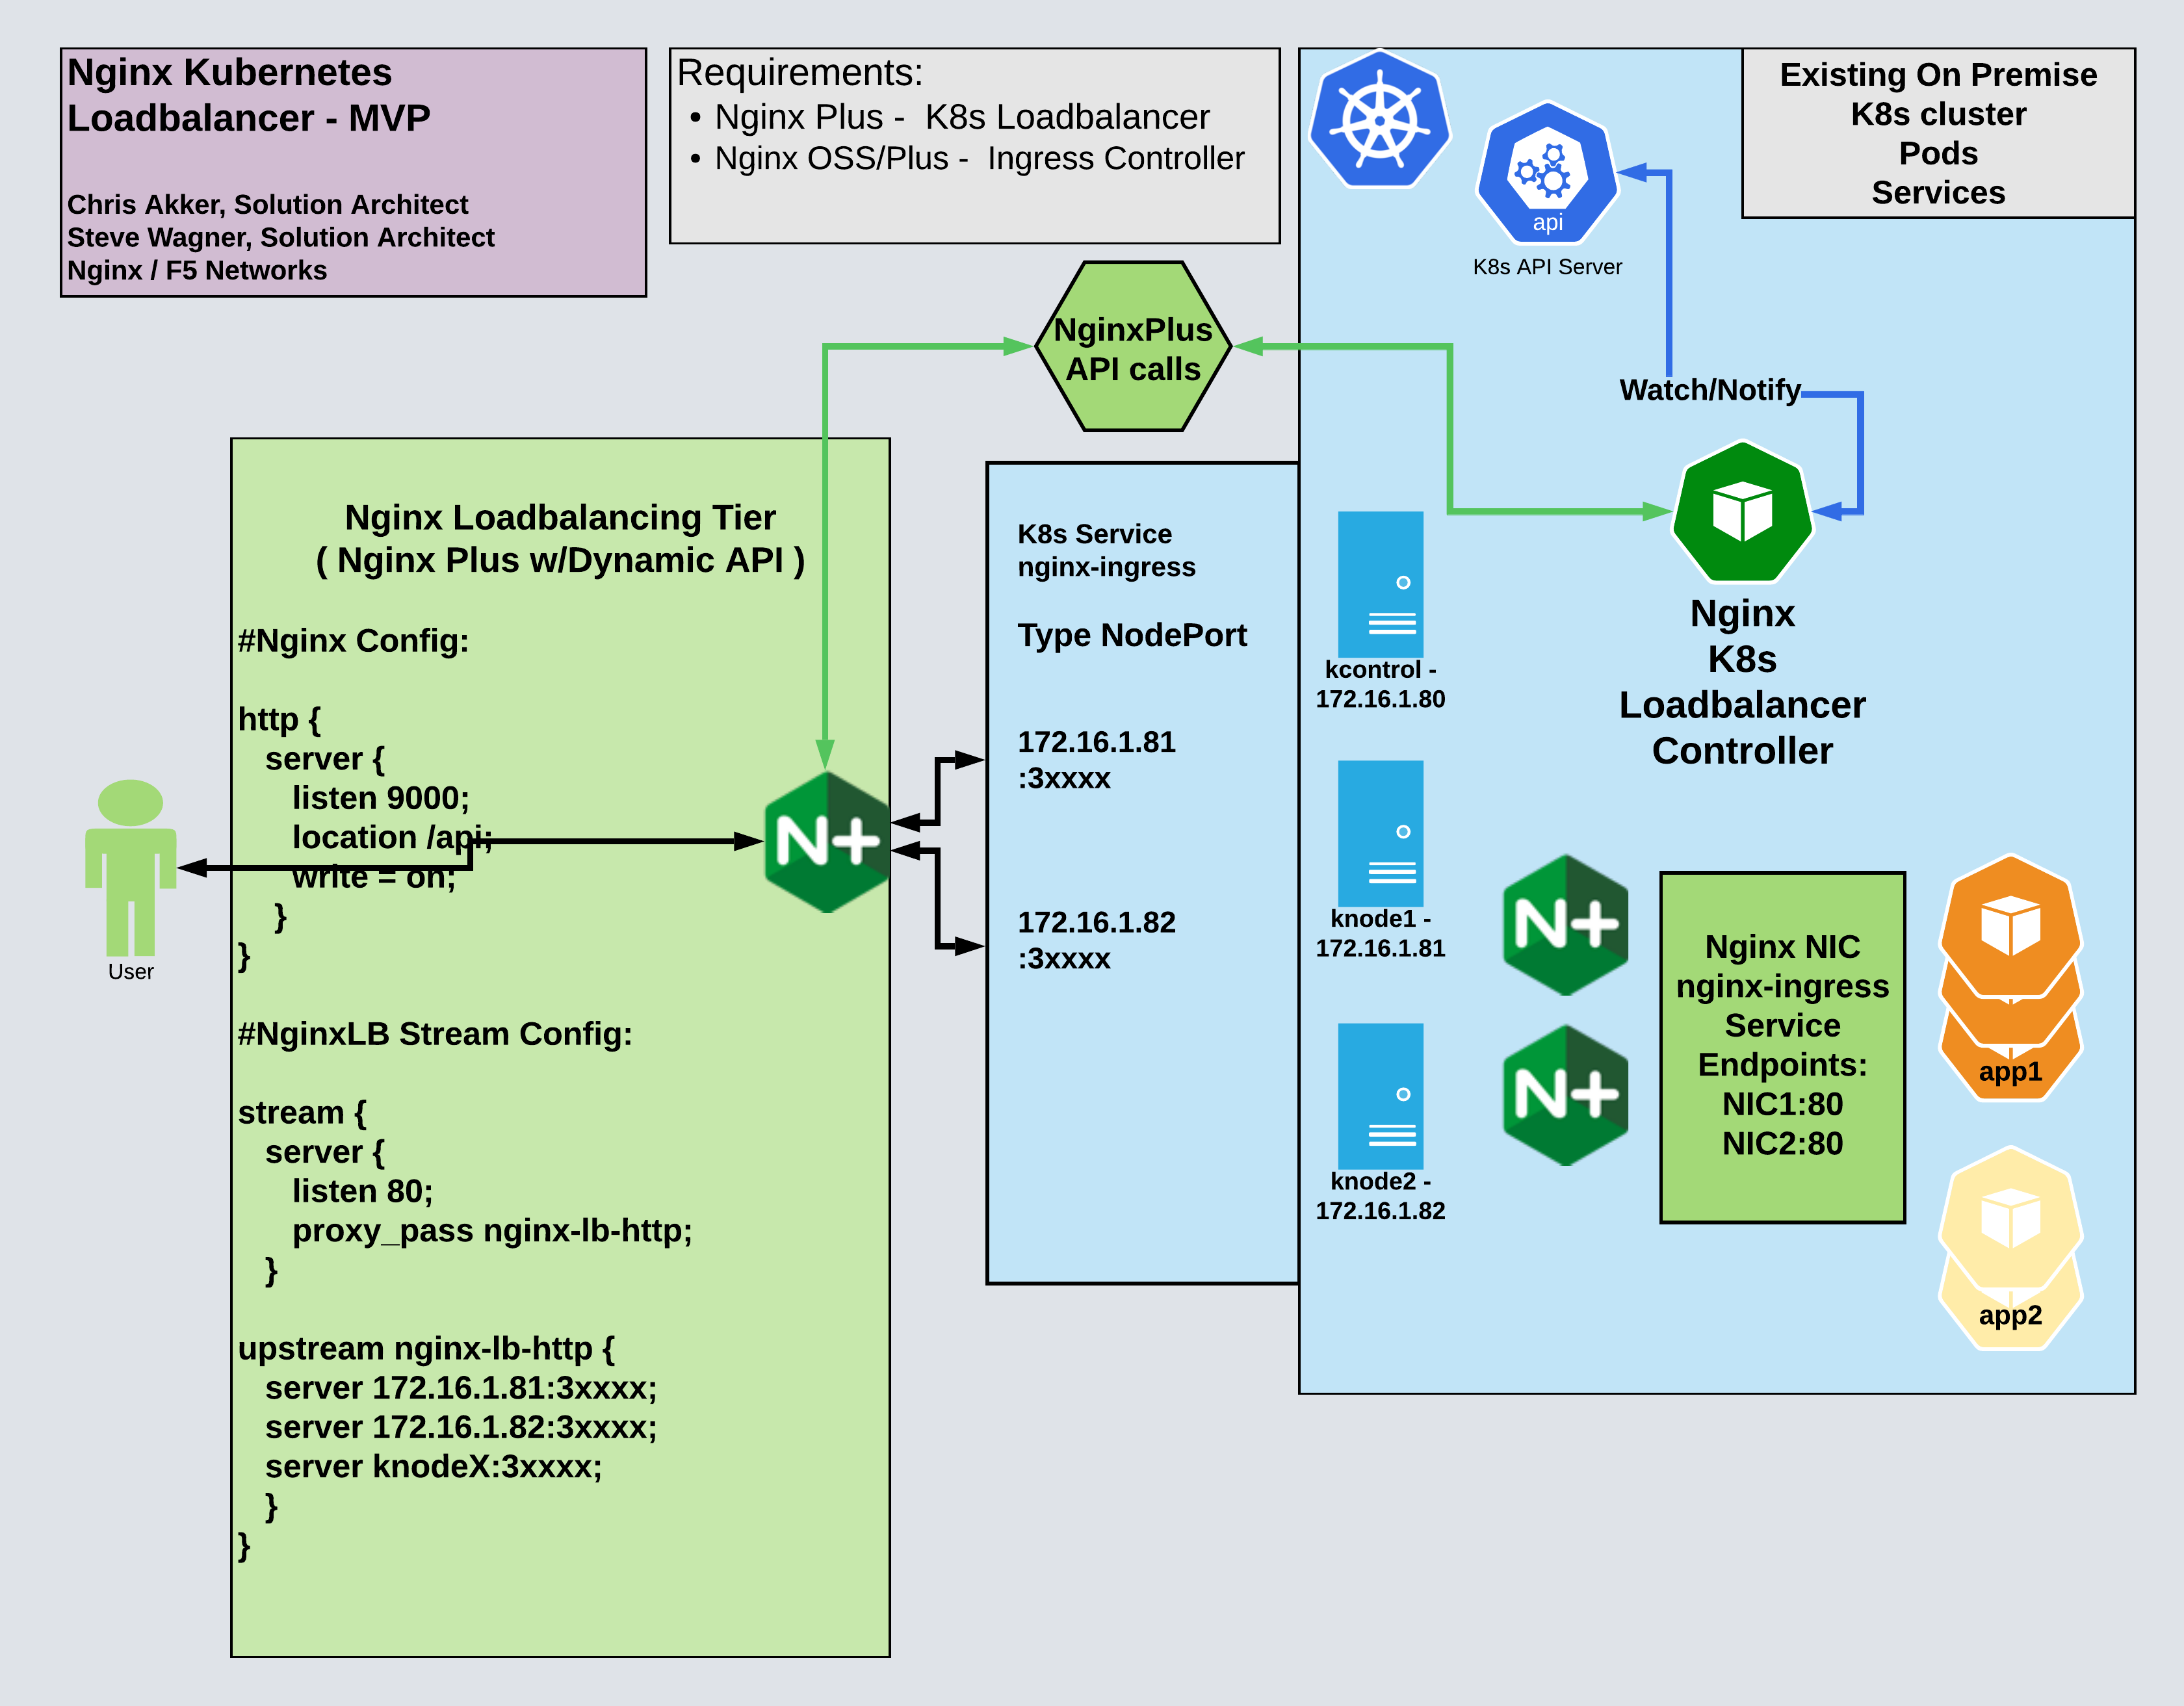 Nginx Kubernetes
Loadbalancer - MVP
Chris Akker, Solution Architect
Steve Wagner, Solution Architect
Nginx / F5 Networks
Requirements:
• Nginx Plus -  K8s Loadbalancer
• Nginx OSS/Plus -  Ingress Controller
Existing On Premise
K8s cluster
Pods
Services
api
K8s API Server
NginxPlus
API calls
Watch/Notify
Nginx Loadbalancing Tier
( Nginx Plus w/Dynamic API )
#Nginx Config:
http {
server {
listen 9000;
location /api;
write = on;
}
}
#NginxLB Stream Config:
stream {
server {
listen 80;
proxy_pass nginx-lb-http;
}
upstream nginx-lb-http {
server 172.16.1.81:3xxxx;
server 172.16.1.82:3xxxx;
server knodeX:3xxxx;
}
}
User
N+
K8s Service
nginx-ingress
Type NodePort
172.16.1.81
:3xxxx
172.16.1.82
:3xxxx
kcontrol -
172.16.1.80
knode1 -
172.16.1.81
knode2 -
172.16.1.82
Nginx
K8s
Loadbalancer
Controller
N+
N+
Nginx NIC
nginx-ingress
Service
Endpoints:
NIC1:80
NIC2:80
app1
app2